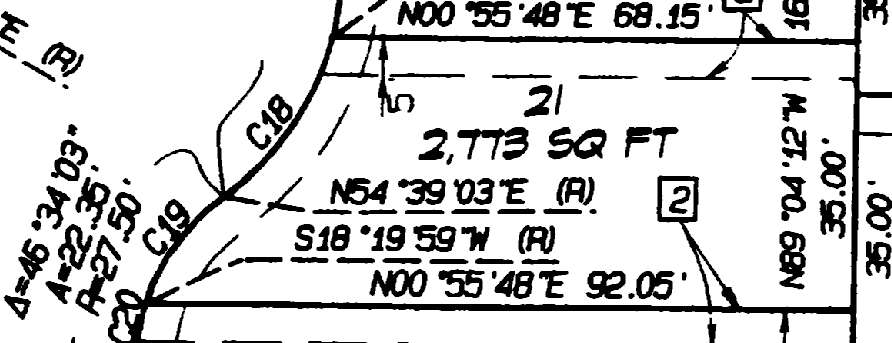 N00°55'48"E 68.15'
(R)
5
21
2,773 SQ FT
C18
N54°39'03"E (R)
2
S18°19'59"W (R)
N00°55'48"E 92.05'
C19
C20
Δ=46°34'03"
A=22.35'
R=27.50'
N89°04'12"W
35.00'
35.00'